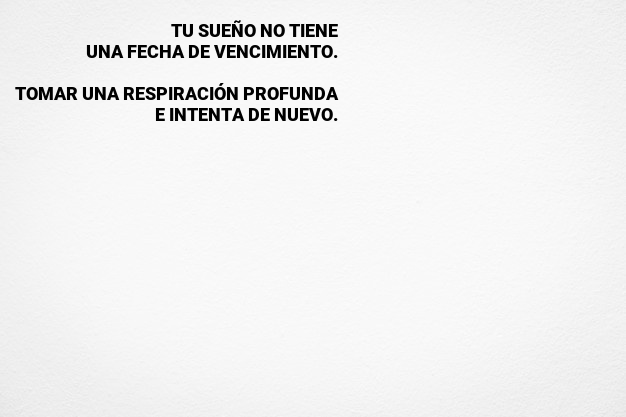 TU SUEÑO NO TIENE
UNA FECHA DE VENCIMIENTO.
TOMAR UNA RESPIRACIÓN PROFUNDA
E INTENTA DE NUEVO.